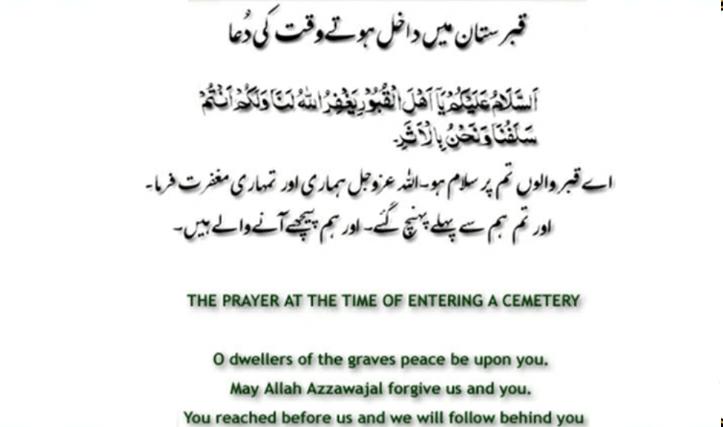 قبرستان میں داخل ہوتے وقت کی دُعا
اَلسَّلَامُ عَلَيْكُمْ يَآ اَهْلَ الْقُبُوْرِ يَغْفِرُ اللهُ لَنَا وَلَكُمْ اَنْتُمْ
سَلَفُنَا وَنَحْنُ بِالْاَثَرِ۔
اے قبر والوں تم پر سلام ہو۔ اللہ عزوجل ہماری اور تمہاری مغفرت فرما۔
اور تم ہم سے پہلے پہنچ گئے۔ اور ہم پیچھے آنے والے ہیں۔
THE PRAYER AT THE TIME OF ENTERING A CEMETERY
O dwellers of the graves peace be upon you.
May Allah Azzawajal forgive us and you.
You reached before us and we will follow behind you